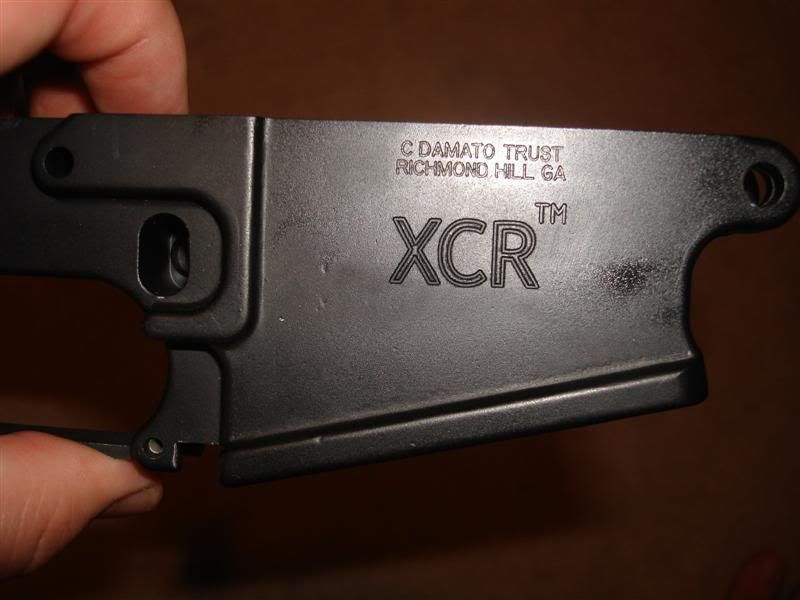 C DAMATO TRUST
RICHMOND HILL GA
XCR™